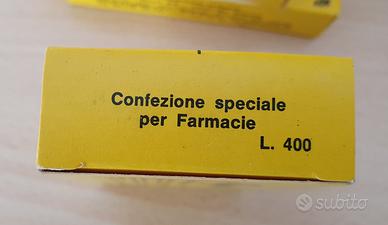 Confezione speciale
per Farmacie
L. 400
subito